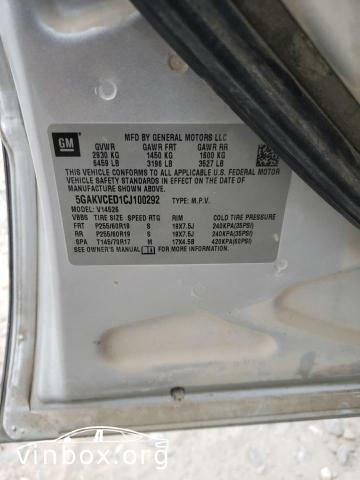 GM
MFD BY GENERAL MOTORS LLC
GVWR GAWR FRT GAWR RR
2930 KG 1450 KG 1600 KG
6459 LB 3196 LB 3527 LB
THIS VEHICLE CONFORMS TO ALL APPLICABLE U.S. FEDERAL
MOTOR VEHICLE SAFETY STANDARDS IN EFFECT ON THE DATE OF
MANUFACTURE SHOWN ABOVE.
5GAKVCED1CJ100292 TYPE: M.P.V.
MODEL: V14526
TIRE SIZE SPEED RTG RIM COLD TIRE PRESSURE
FRT P255/60R19 S 19X7.5J 240KPA(35PSI)
RR P255/60R19 S 19X7.5J 240KPA(35PSI)
SPA T145/70R17 M 17X4.5B 420KPA(60PSI)
SEE OWNER'S MANUAL FOR MORE INFORMATION.
vinbox.org